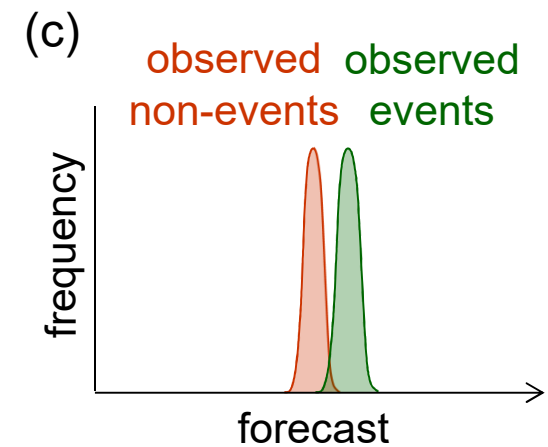 (c)
observed observed
non-events events
frequency
forecast